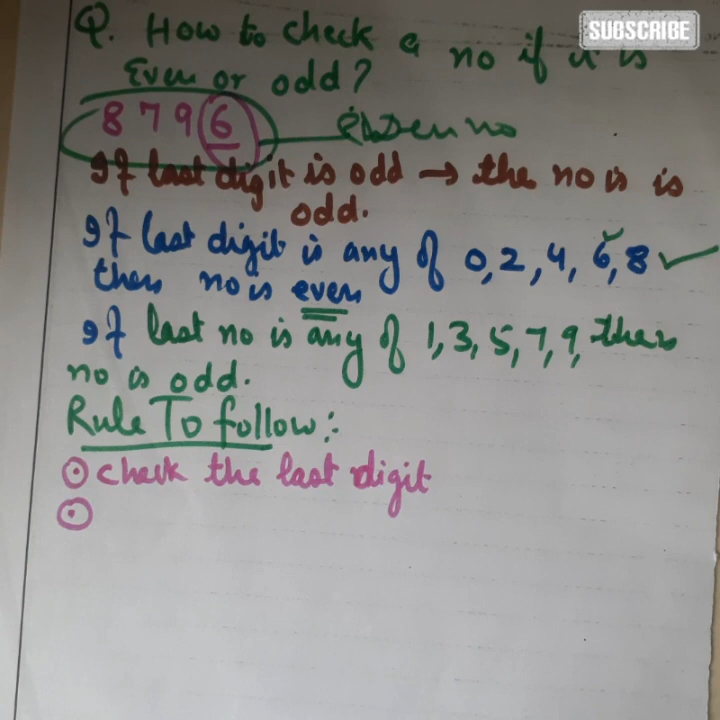 SUBSCRIBE
Q. How to check a no if it is
Even or odd?
8796 Even no
If last digit is odd → the no is is
odd.
If last digit is any of 0,2,4,6,8 ✓
then no is even
If last no is any of 1,3,5,7,9, then
no is odd.
Rule To follow:-
⊙ check the last digit
⊙